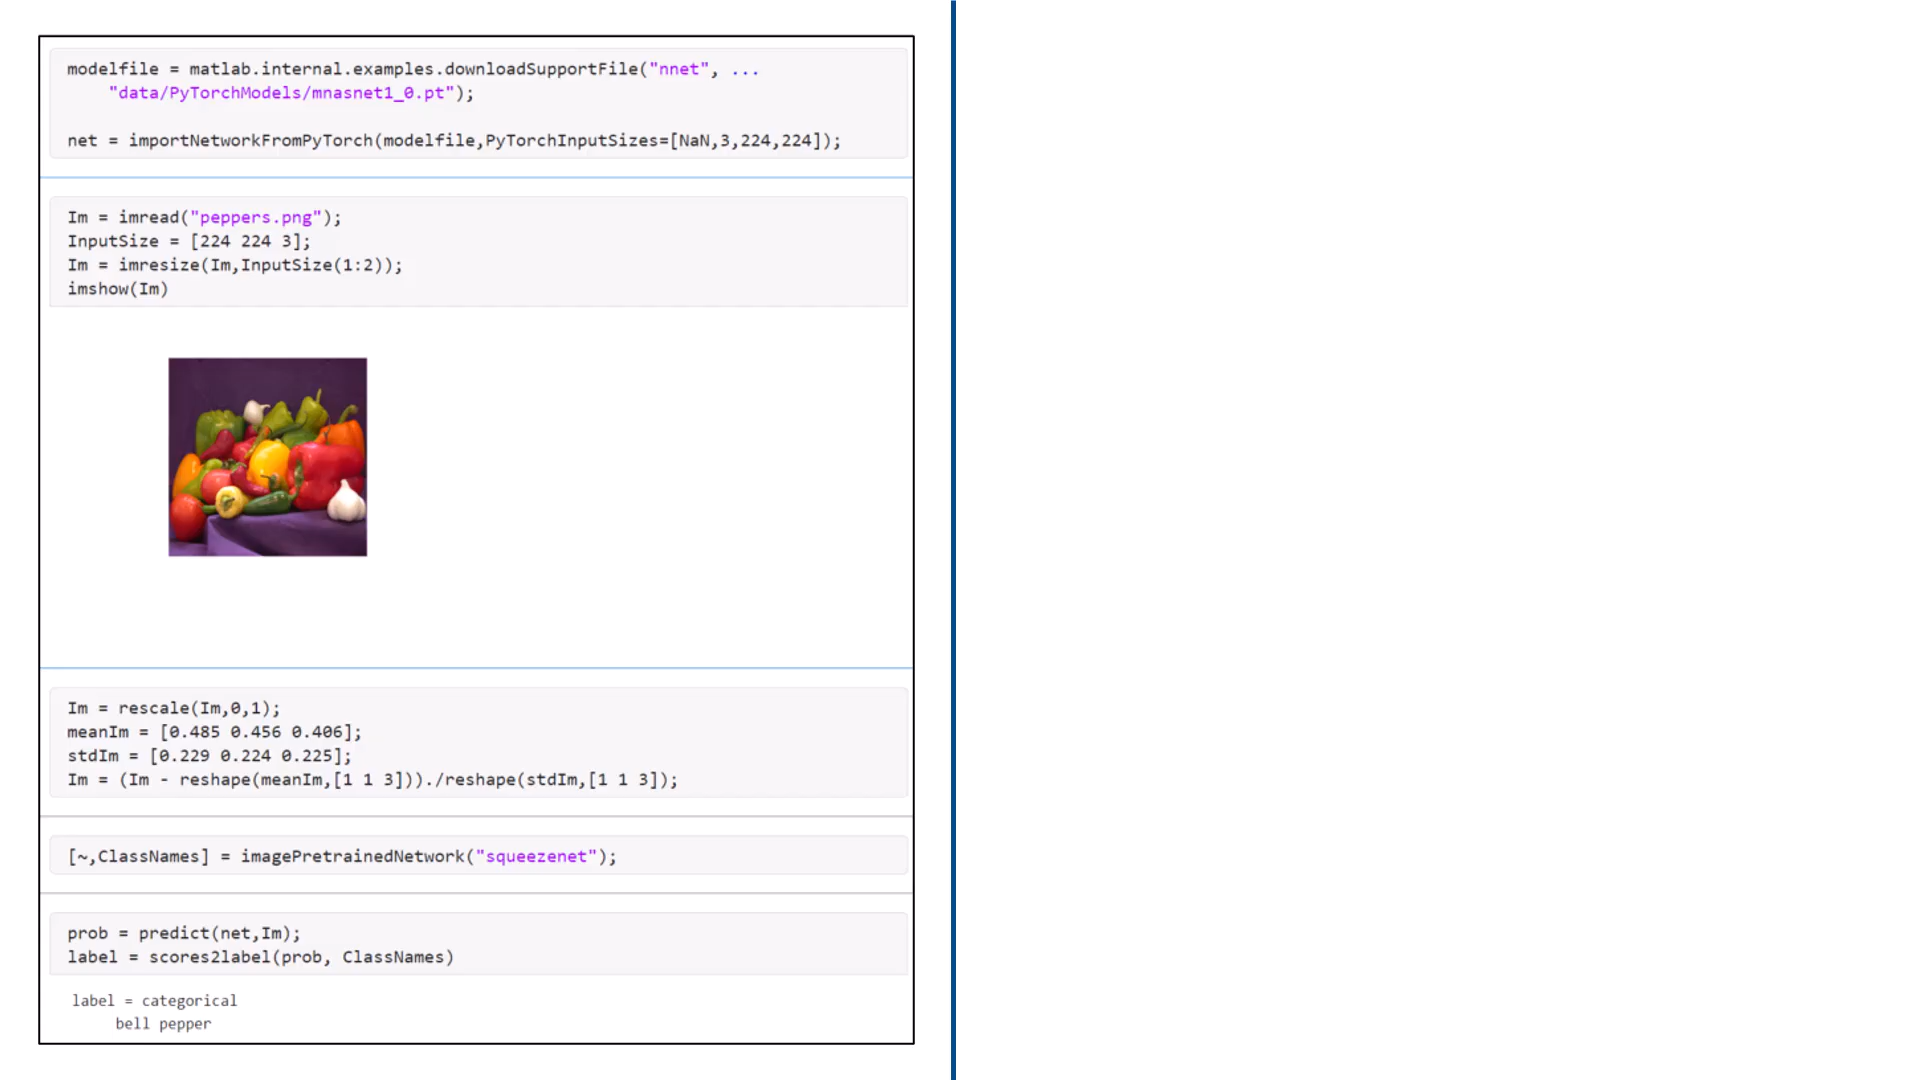 modelfile = matlab.internal.examples.downloadSupportFile("nnet", ...
"data/PyTorchModels/mnasnet1_0.pt");
net = importNetworkFromPyTorch(modelfile,PyTorchInputSizes=[NaN,3,224,224]);
Im = imread("peppers.png");
InputSize = [224 224 3];
Im = imresize(Im,InputSize(1:2));
imshow(Im)
Im = rescale(Im,0,1);
meanIm = [0.485 0.456 0.406];
stdIm = [0.229 0.224 0.225];
Im = (Im - reshape(meanIm,[1 1 3]))./reshape(stdIm,[1 1 3]);
[~,ClassNames] = imagePretrainedNetwork("squeezenet");
prob = predict(net,Im);
label = scores2label(prob, ClassNames)
label = categorical
bell pepper